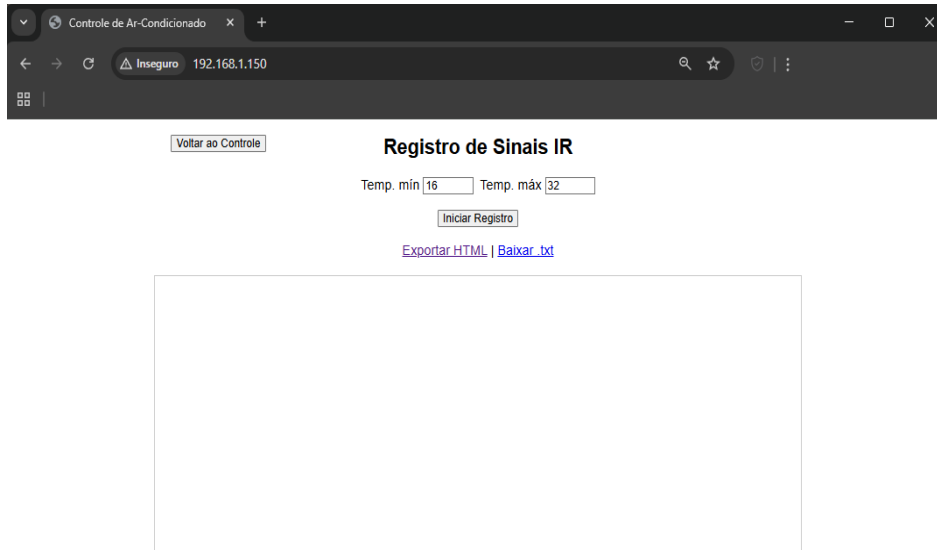 Controle de Ar-Condicionado
Inseguro 192.168.1.150
Voltar ao Controle
Registro de Sinais IR
Temp. mín 16 Temp. máx 32
Iniciar Registro
Exportar HTML | Baixar .txt